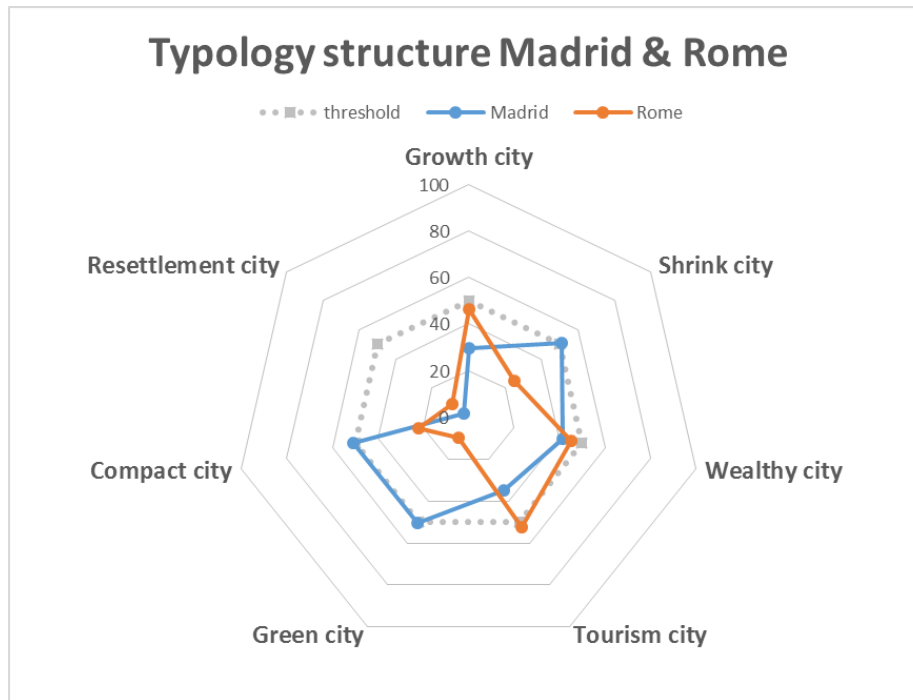 Typology structure Madrid & Rome
threshold Madrid Rome
Growth city
100
80
60
40
20
0
Resettlement city
Shrink city
Compact city
Wealthy city
Green city
Tourism city